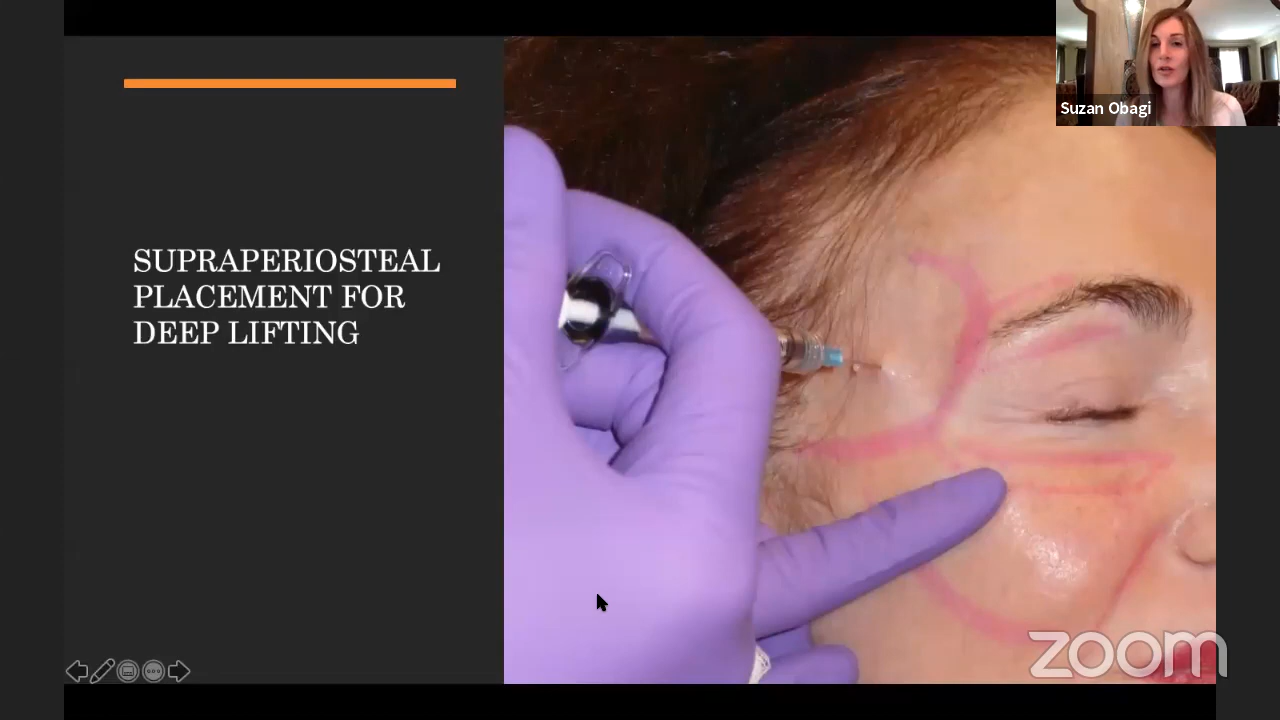 SUPRAPERIOSTEAL
PLACEMENT FOR
DEEP LIFTING
Suzan Obagi
zoom